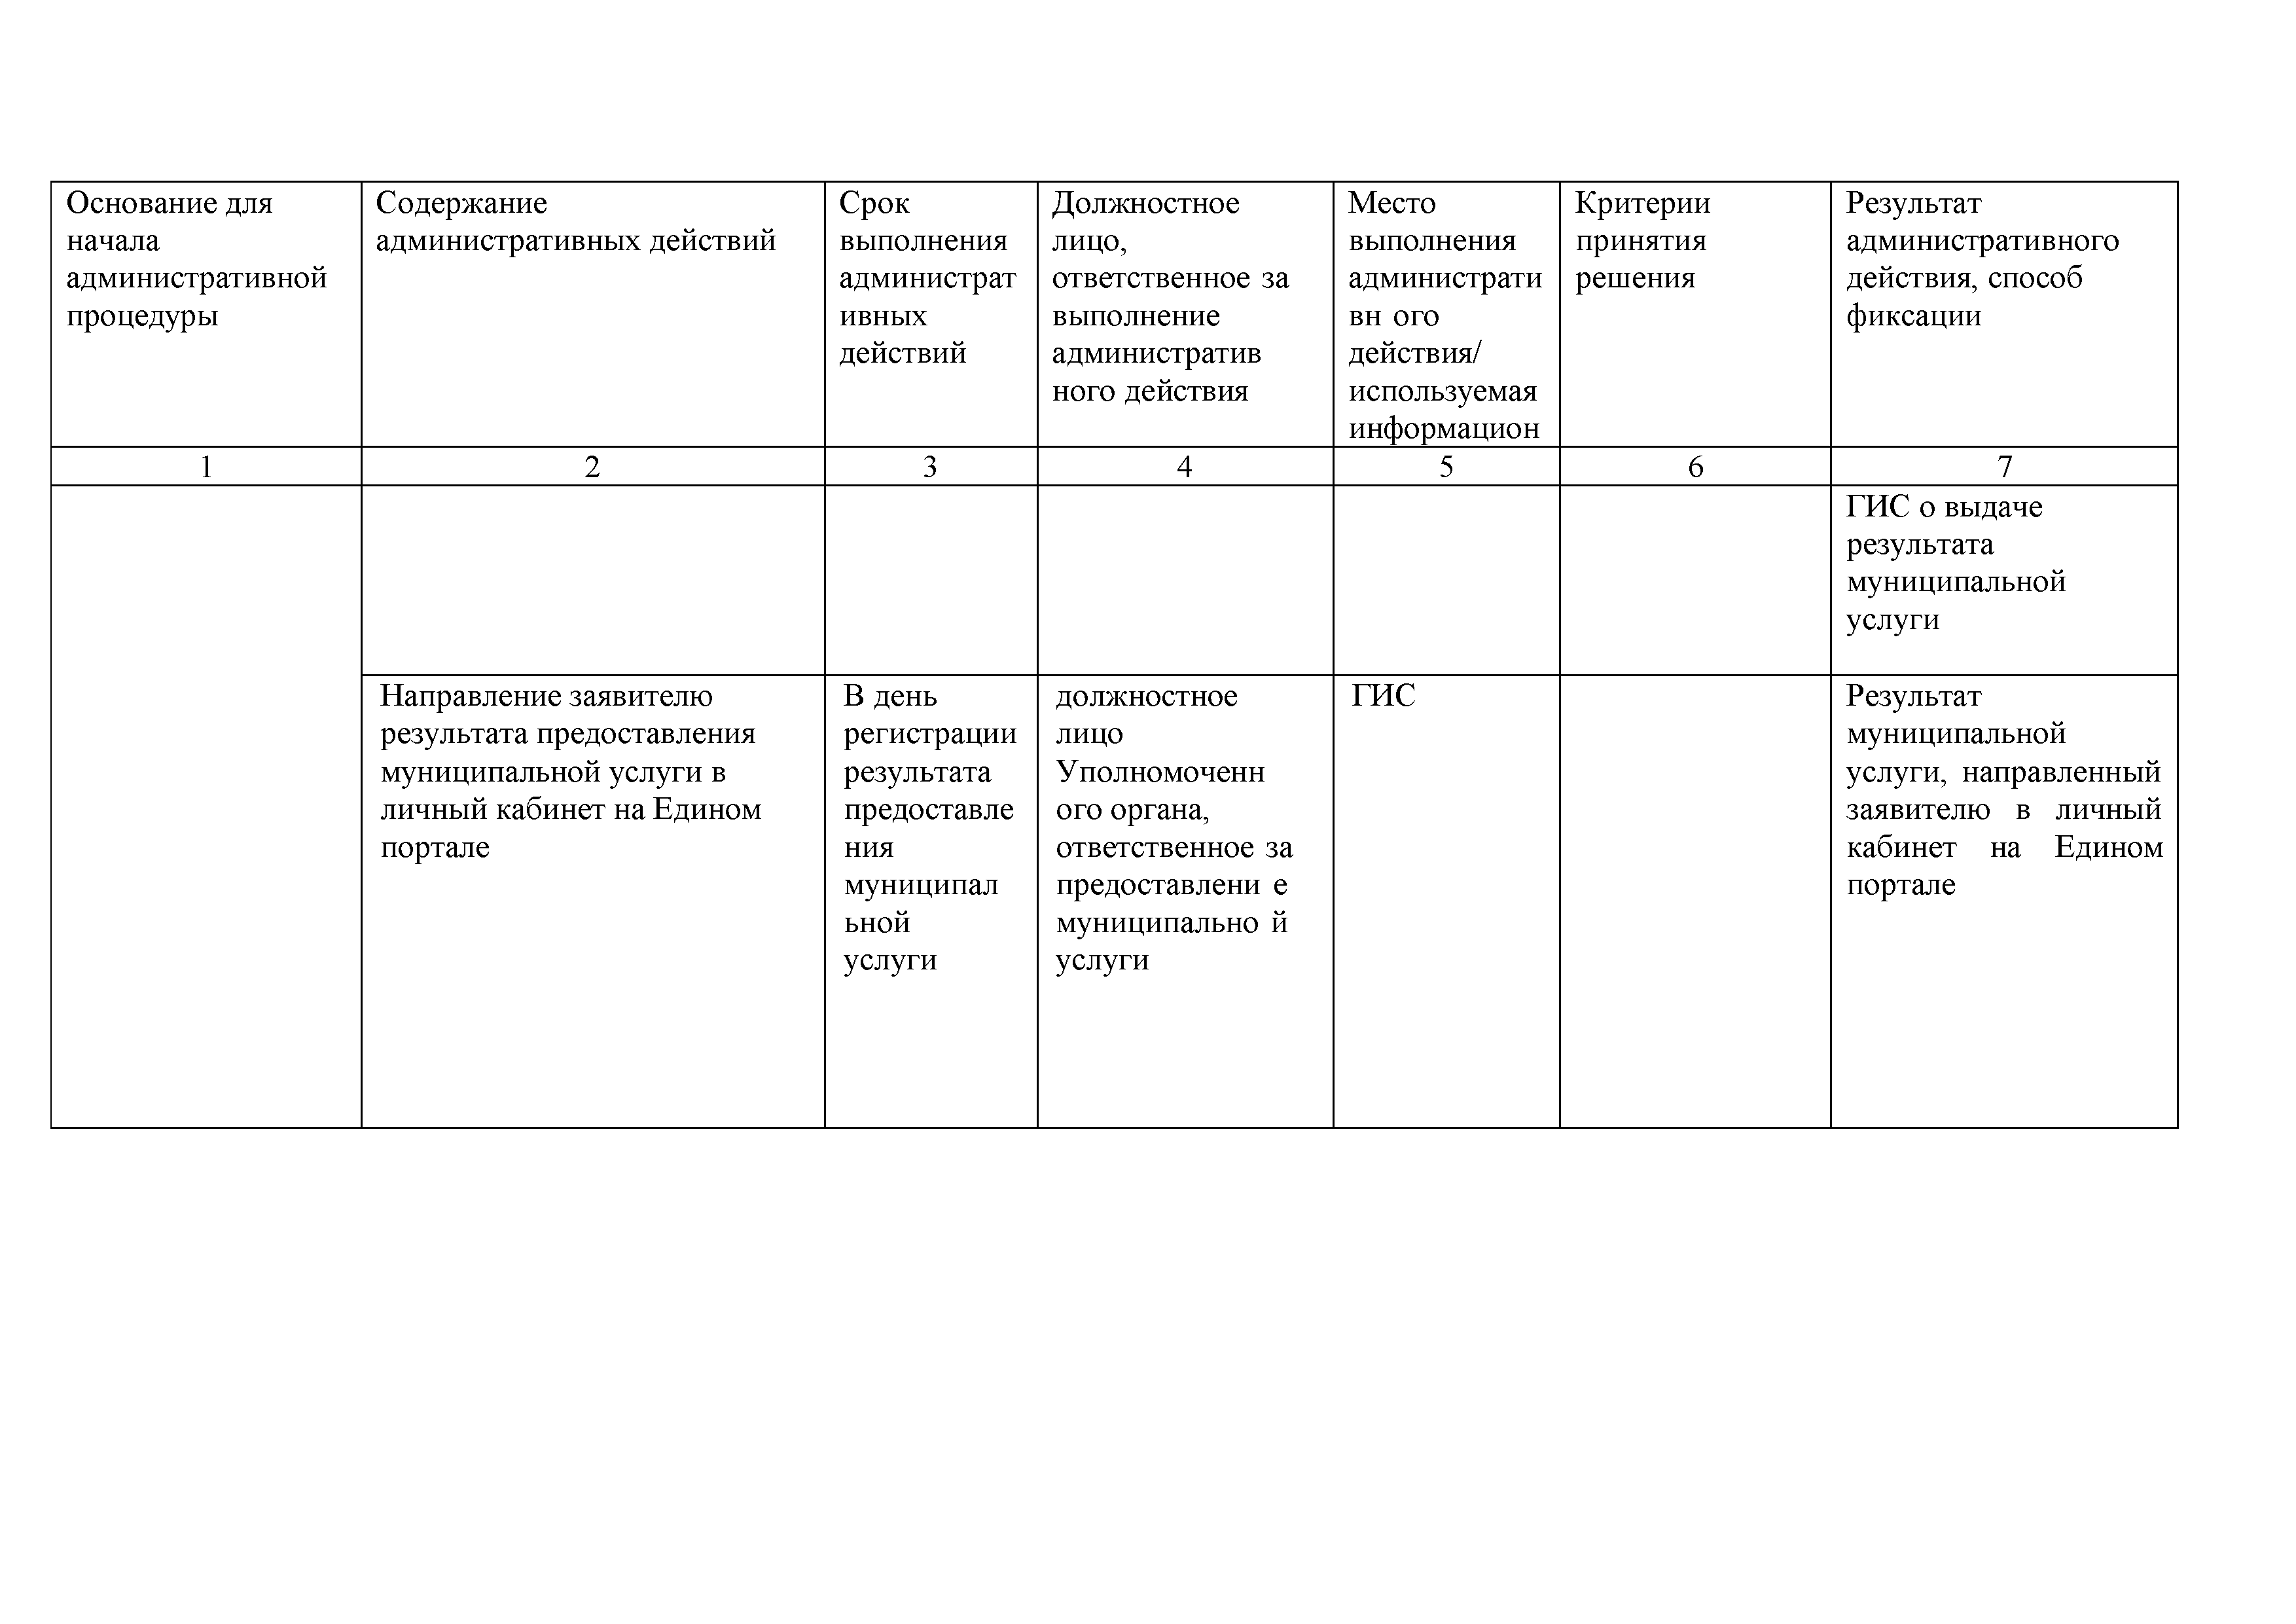 Основание для
начала
административной
процедуры
Содержание
административных действий
Срок
выполнения
администрат
ивных
действий
Должностное
лицо,
ответственное за
выполнение
административ
ного действия
Место
выполнения
администрати
вн ого
действия/
используемая
информацион
Критерии
принятия
решения
Результат
административного
действия, способ
фиксации
1
2
3
4
5
6
7
ГИС о выдаче
результата
муниципальной
услуги
Направление заявителю
результата предоставления
муниципальной услуги в
личный кабинет на Едином
портале
В день
регистрации
результата
предоставле
ния
муниципал
ьной
услуги
должностное
лицо
Уполномоченн
ого органа,
ответственное за
предоставлени е
муниципально й
услуги
ГИС
Результат
муниципальной
услуги, направленный
заявителю в личный
кабинет на Едином
портале